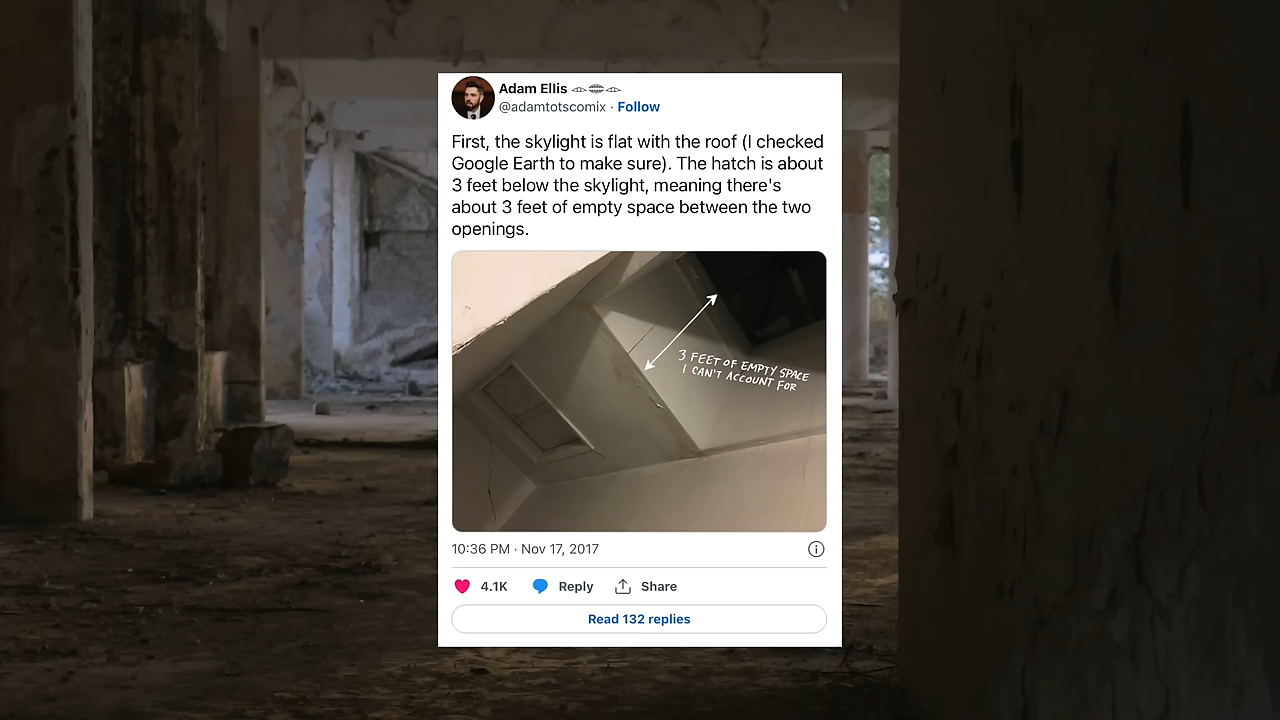 Adam Ellis
@adamtotscomix · Follow
First, the skylight is flat with the roof (I checked
Google Earth to make sure). The hatch is about
3 feet below the skylight, meaning there's
about 3 feet of empty space between the two
openings.
3 FEET OF EMPTY SPACE
I CAN'T ACCOUNT FOR
10:36 PM · Nov 17, 2017
4.1K Reply Share
Read 132 replies